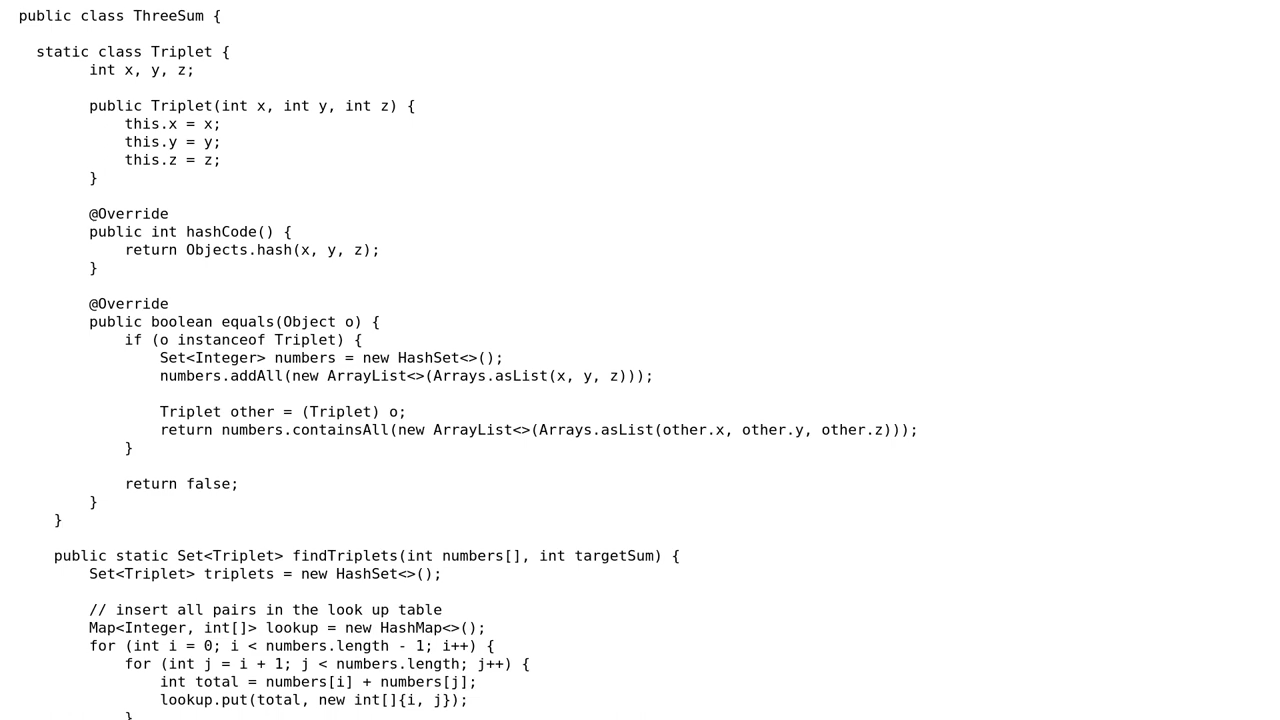 public class ThreeSum {
static class Triplet {
int x, y, z;
public Triplet(int x, int y, int z) {
this.x = x;
this.y = y;
this.z = z;
}
@Override
public int hashCode() {
return Objects.hash(x, y, z);
}
@Override
public boolean equals(Object o) {
if (o instanceof Triplet) {
Set<Integer> numbers = new HashSet<>();
numbers.addAll(new ArrayList<>(Arrays.asList(x, y, z)));
Triplet other = (Triplet) o;
return numbers.containsAll(new ArrayList<>(Arrays.asList(other.x, other.y, other.z)));
}
return false;
}
}
public static Set<Triplet> findTriplets(int numbers[], int targetSum) {
Set<Triplet> triplets = new HashSet<>();
// insert all pairs in the look up table
Map<Integer, int[]> lookup = new HashMap<>();
for (int i = 0; i < numbers.length - 1; i++) {
for (int j = i + 1; j < numbers.length; j++) {
int total = numbers[i] + numbers[j];
lookup.put(total, new int[]{i, j});
}